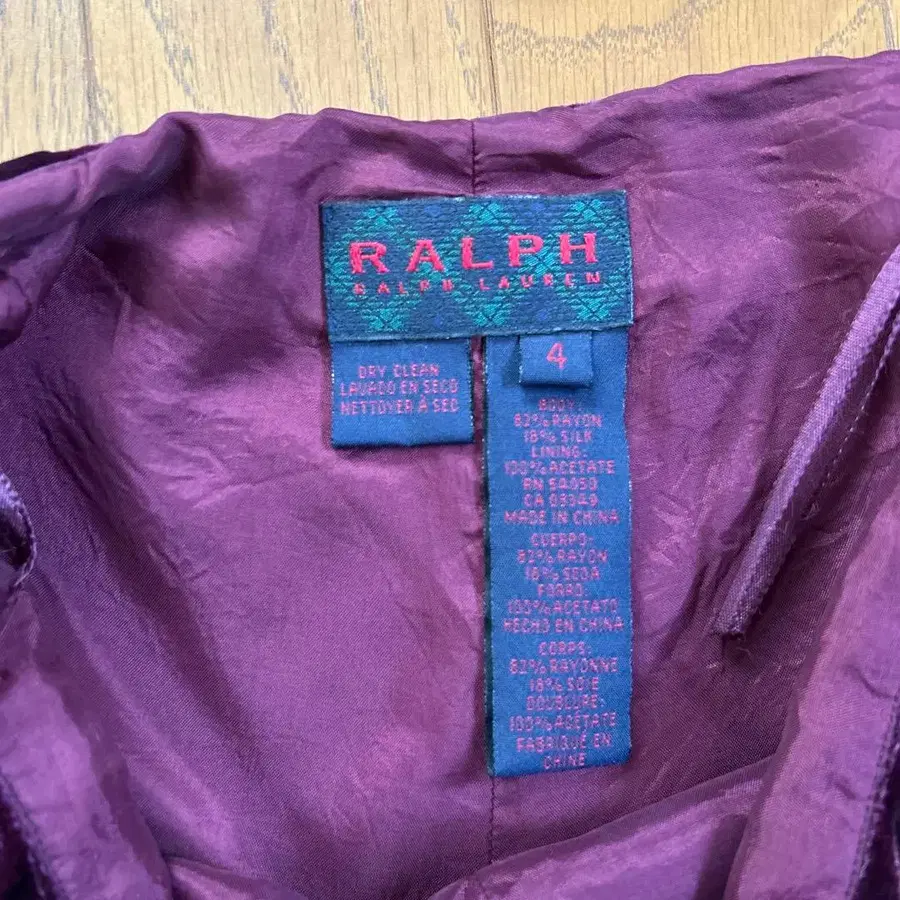 RALPH
RALPH LAUREN
DRY CLEAN
LAVADO EN SECO
NETTOYER À SEC
4
BODY:
82% RAYON
18% SILK
LINING:
100% ACETATE
RN 54050
CA 03349
MADE IN CHINA
CUERPO:
82% RAYON
18% SEDA
FORRO:
100% ACETATO
HECHO EN CHINA
CORPS:
82% RAYONNE
18% SOIE
DOUBLURE:
100% ACÉTATE
FABRIQUÉ EN
CHINE